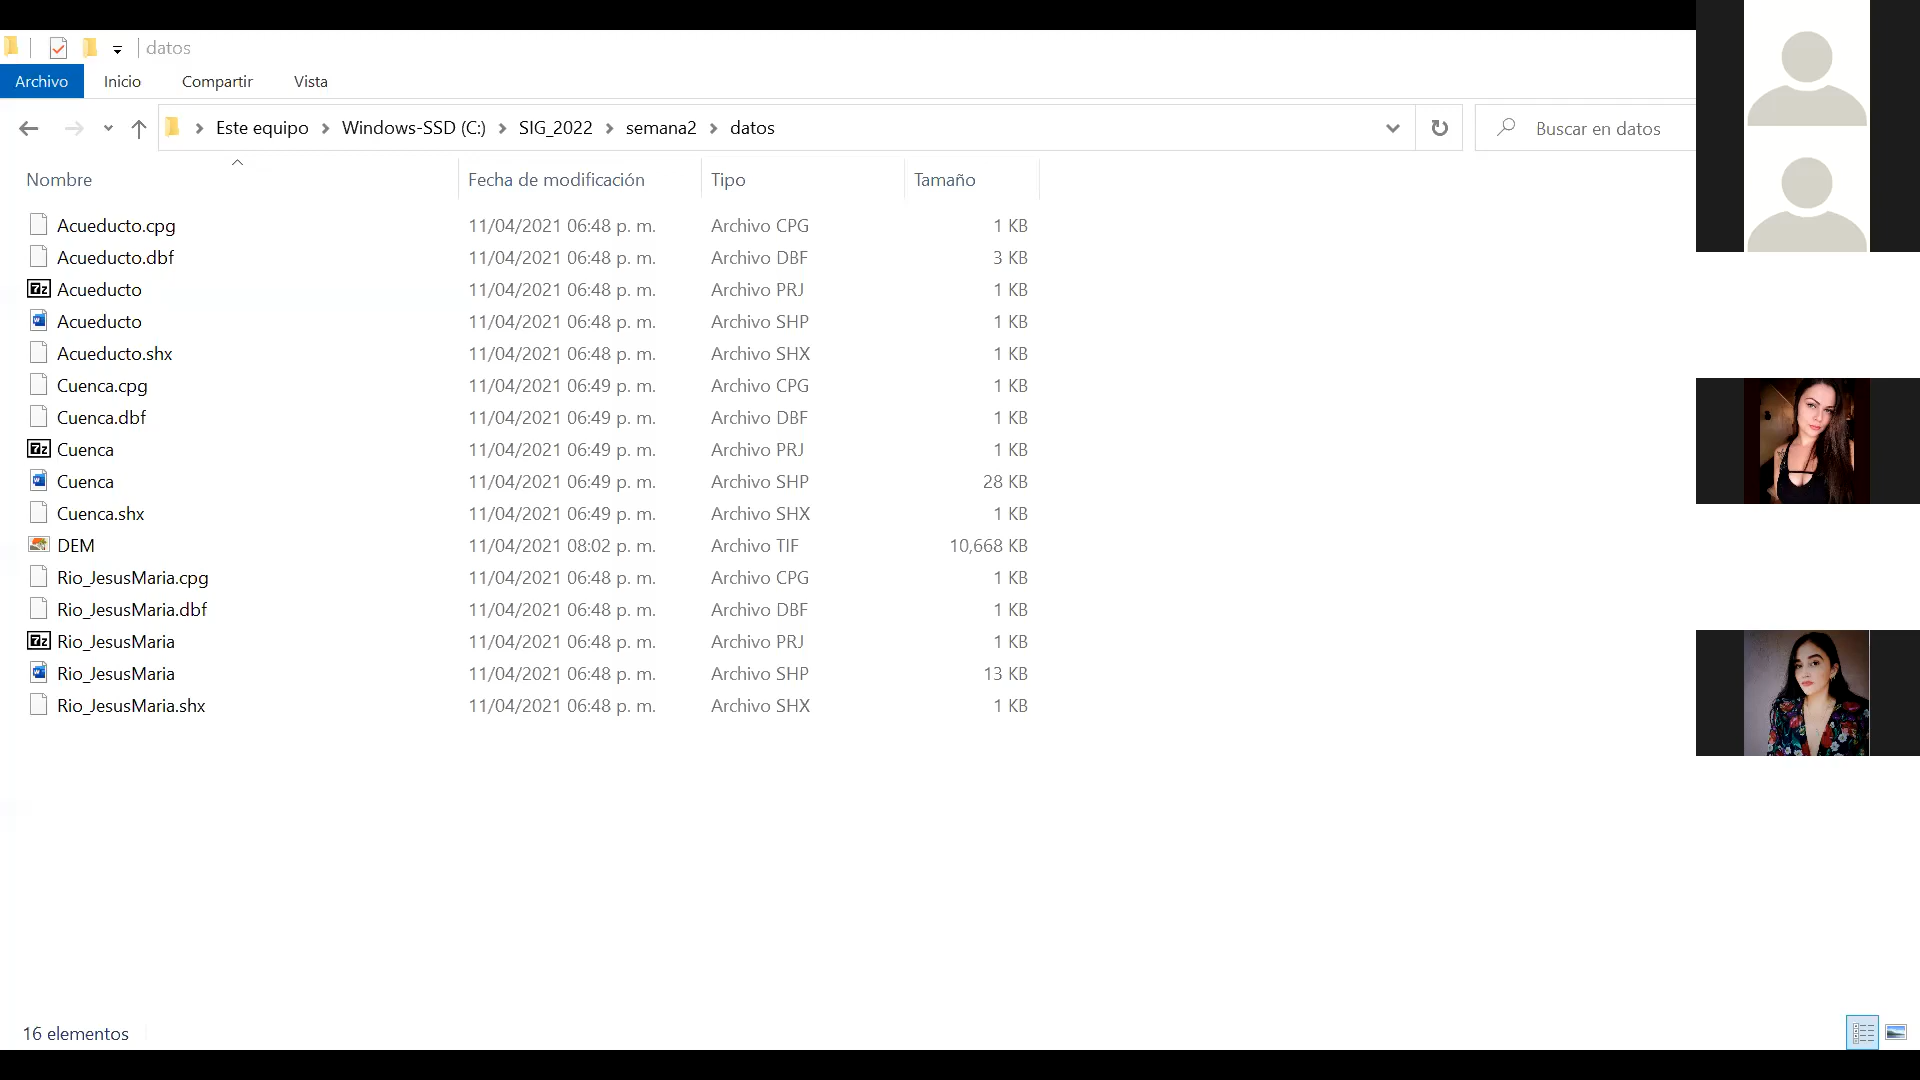 datos
Archivo Inicio Compartir Vista
Este equipo Windows-SSD (C:) SIG_2022 semana2 datos Buscar en datos
Nombre Fecha de modificación Tipo Tamaño
Acueducto.cpg 11/04/2021 06:48 p. m. Archivo CPG 1 KB
Acueducto.dbf 11/04/2021 06:48 p. m. Archivo DBF 3 KB
Acueducto 11/04/2021 06:48 p. m. Archivo PRJ 1 KB
Acueducto 11/04/2021 06:48 p. m. Archivo SHP 1 KB
Acueducto.shx 11/04/2021 06:48 p. m. Archivo SHX 1 KB
Cuenca.cpg 11/04/2021 06:49 p. m. Archivo CPG 1 KB
Cuenca.dbf 11/04/2021 06:49 p. m. Archivo DBF 1 KB
Cuenca 11/04/2021 06:49 p. m. Archivo PRJ 1 KB
Cuenca 11/04/2021 06:49 p. m. Archivo SHP 28 KB
Cuenca.shx 11/04/2021 06:49 p. m. Archivo SHX 1 KB
DEM 11/04/2021 08:02 p. m. Archivo TIF 10,668 KB
Rio_JesusMaria.cpg 11/04/2021 06:48 p. m. Archivo CPG 1 KB
Rio_JesusMaria.dbf 11/04/2021 06:48 p. m. Archivo DBF 1 KB
Rio_JesusMaria 11/04/2021 06:48 p. m. Archivo PRJ 1 KB
Rio_JesusMaria 11/04/2021 06:48 p. m. Archivo SHP 13 KB
Rio_JesusMaria.shx 11/04/2021 06:48 p. m. Archivo SHX 1 KB
16 elementos